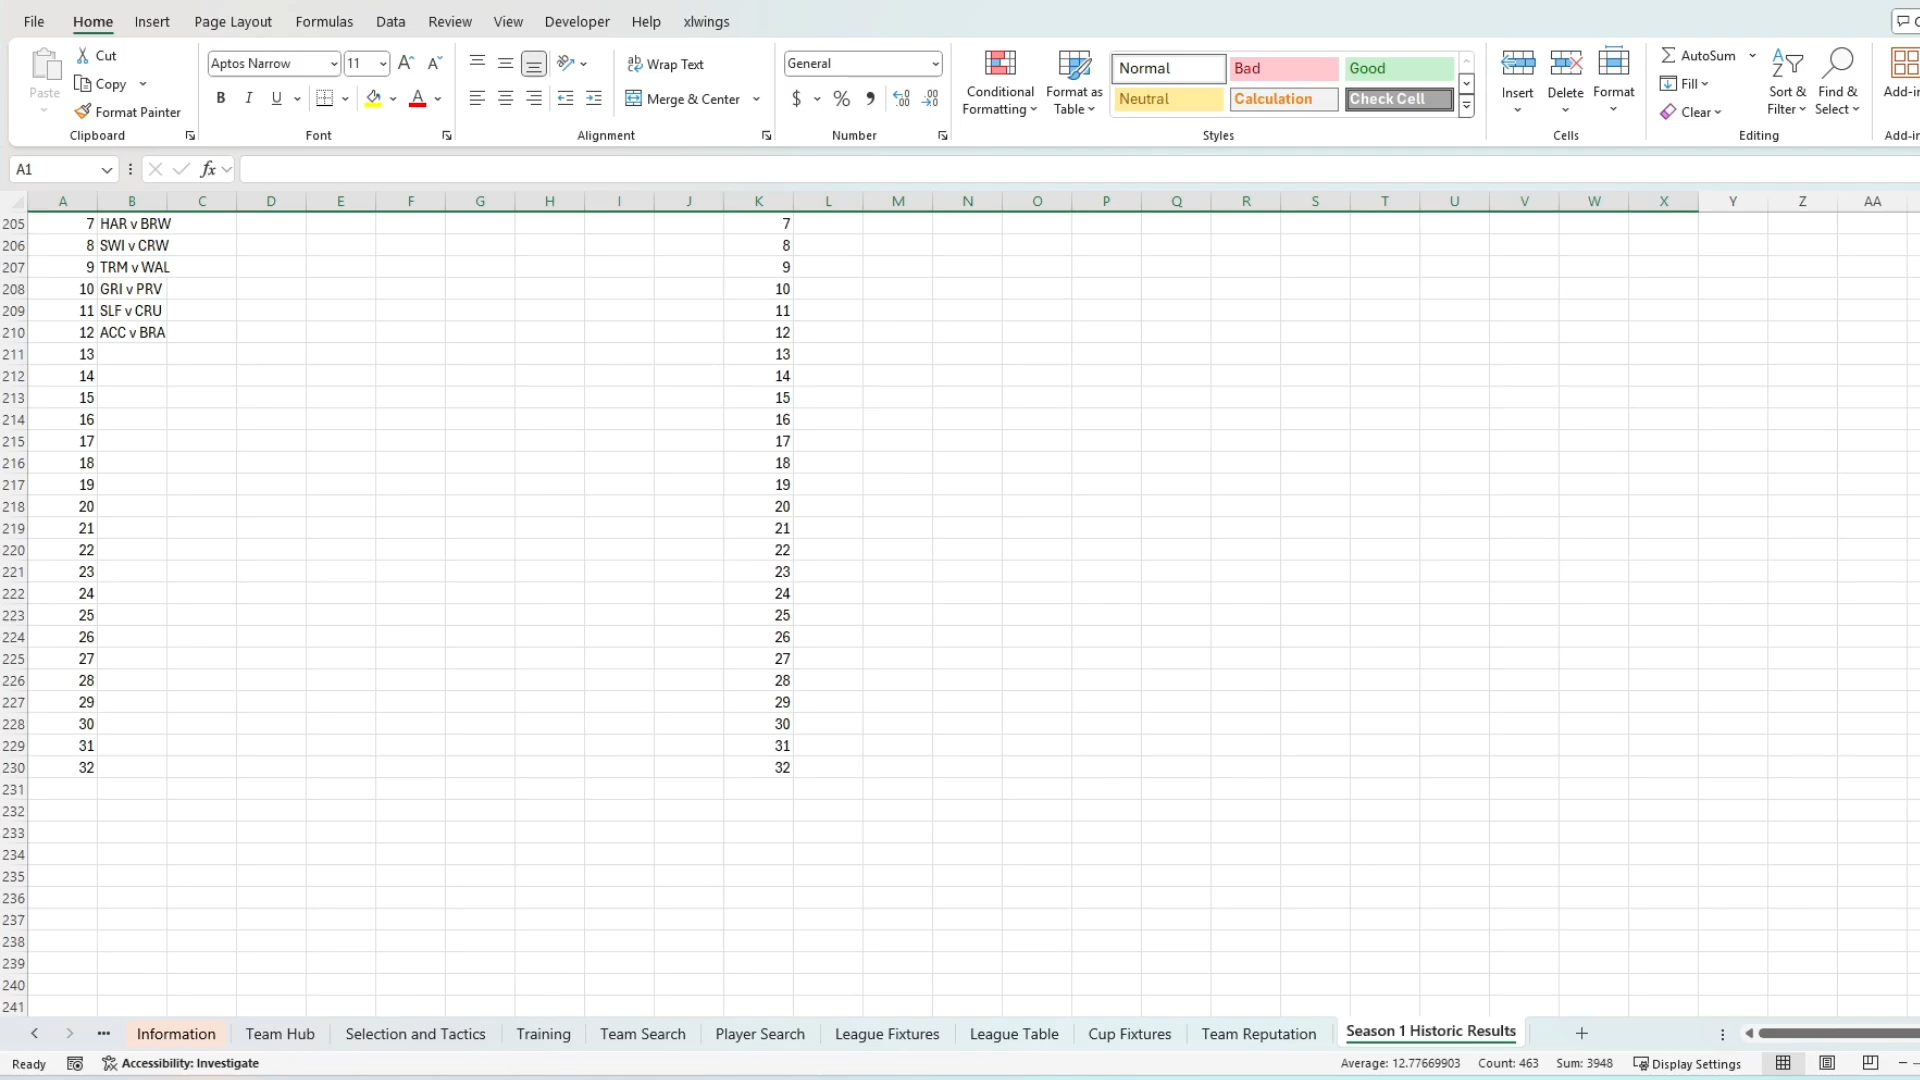 File Home Insert Page Layout Formulas Data Review View Developer Help xlwings
Paste Cut Copy Format Painter Clipboard
Aptos Narrow 11 B I U Font
Wrap Text Merge & Center Alignment
General $ % Number
Conditional Formatting Format as Table
Normal Bad Good
Neutral Calculation Check Cell
Styles
Insert Delete Format Cells
AutoSum Fill Clear Sort & Filter Find & Select Editing
A1 fx
A B C D E F G H I J K L M N O P Q R S T U V W X Y Z AA
205 7 HAR v BRW 7
206 8 SWI v CRW 8
207 9 TRM v WAL 9
208 10 GRI v PRV 10
209 11 SLF v CRU 11
210 12 ACC v BRA 12
211 13 13
212 14 14
213 15 15
214 16 16
215 17 17
216 18 18
217 19 19
218 20 20
219 21 21
220 22 22
221 23 23
222 24 24
223 25 25
224 26 26
225 27 27
226 28 28
227 29 29
228 30 30
229 31 31
230 32 32
231
232
233
234
235
236
237
238
239
240
241
Information Team Hub Selection and Tactics Training Team Search Player Search League Fixtures League Table Cup Fixtures Team Reputation Season 1 Historic Results
Ready Accessibility: Investigate Average: 12.77669903 Count: 463 Sum: 3948 Display Settings